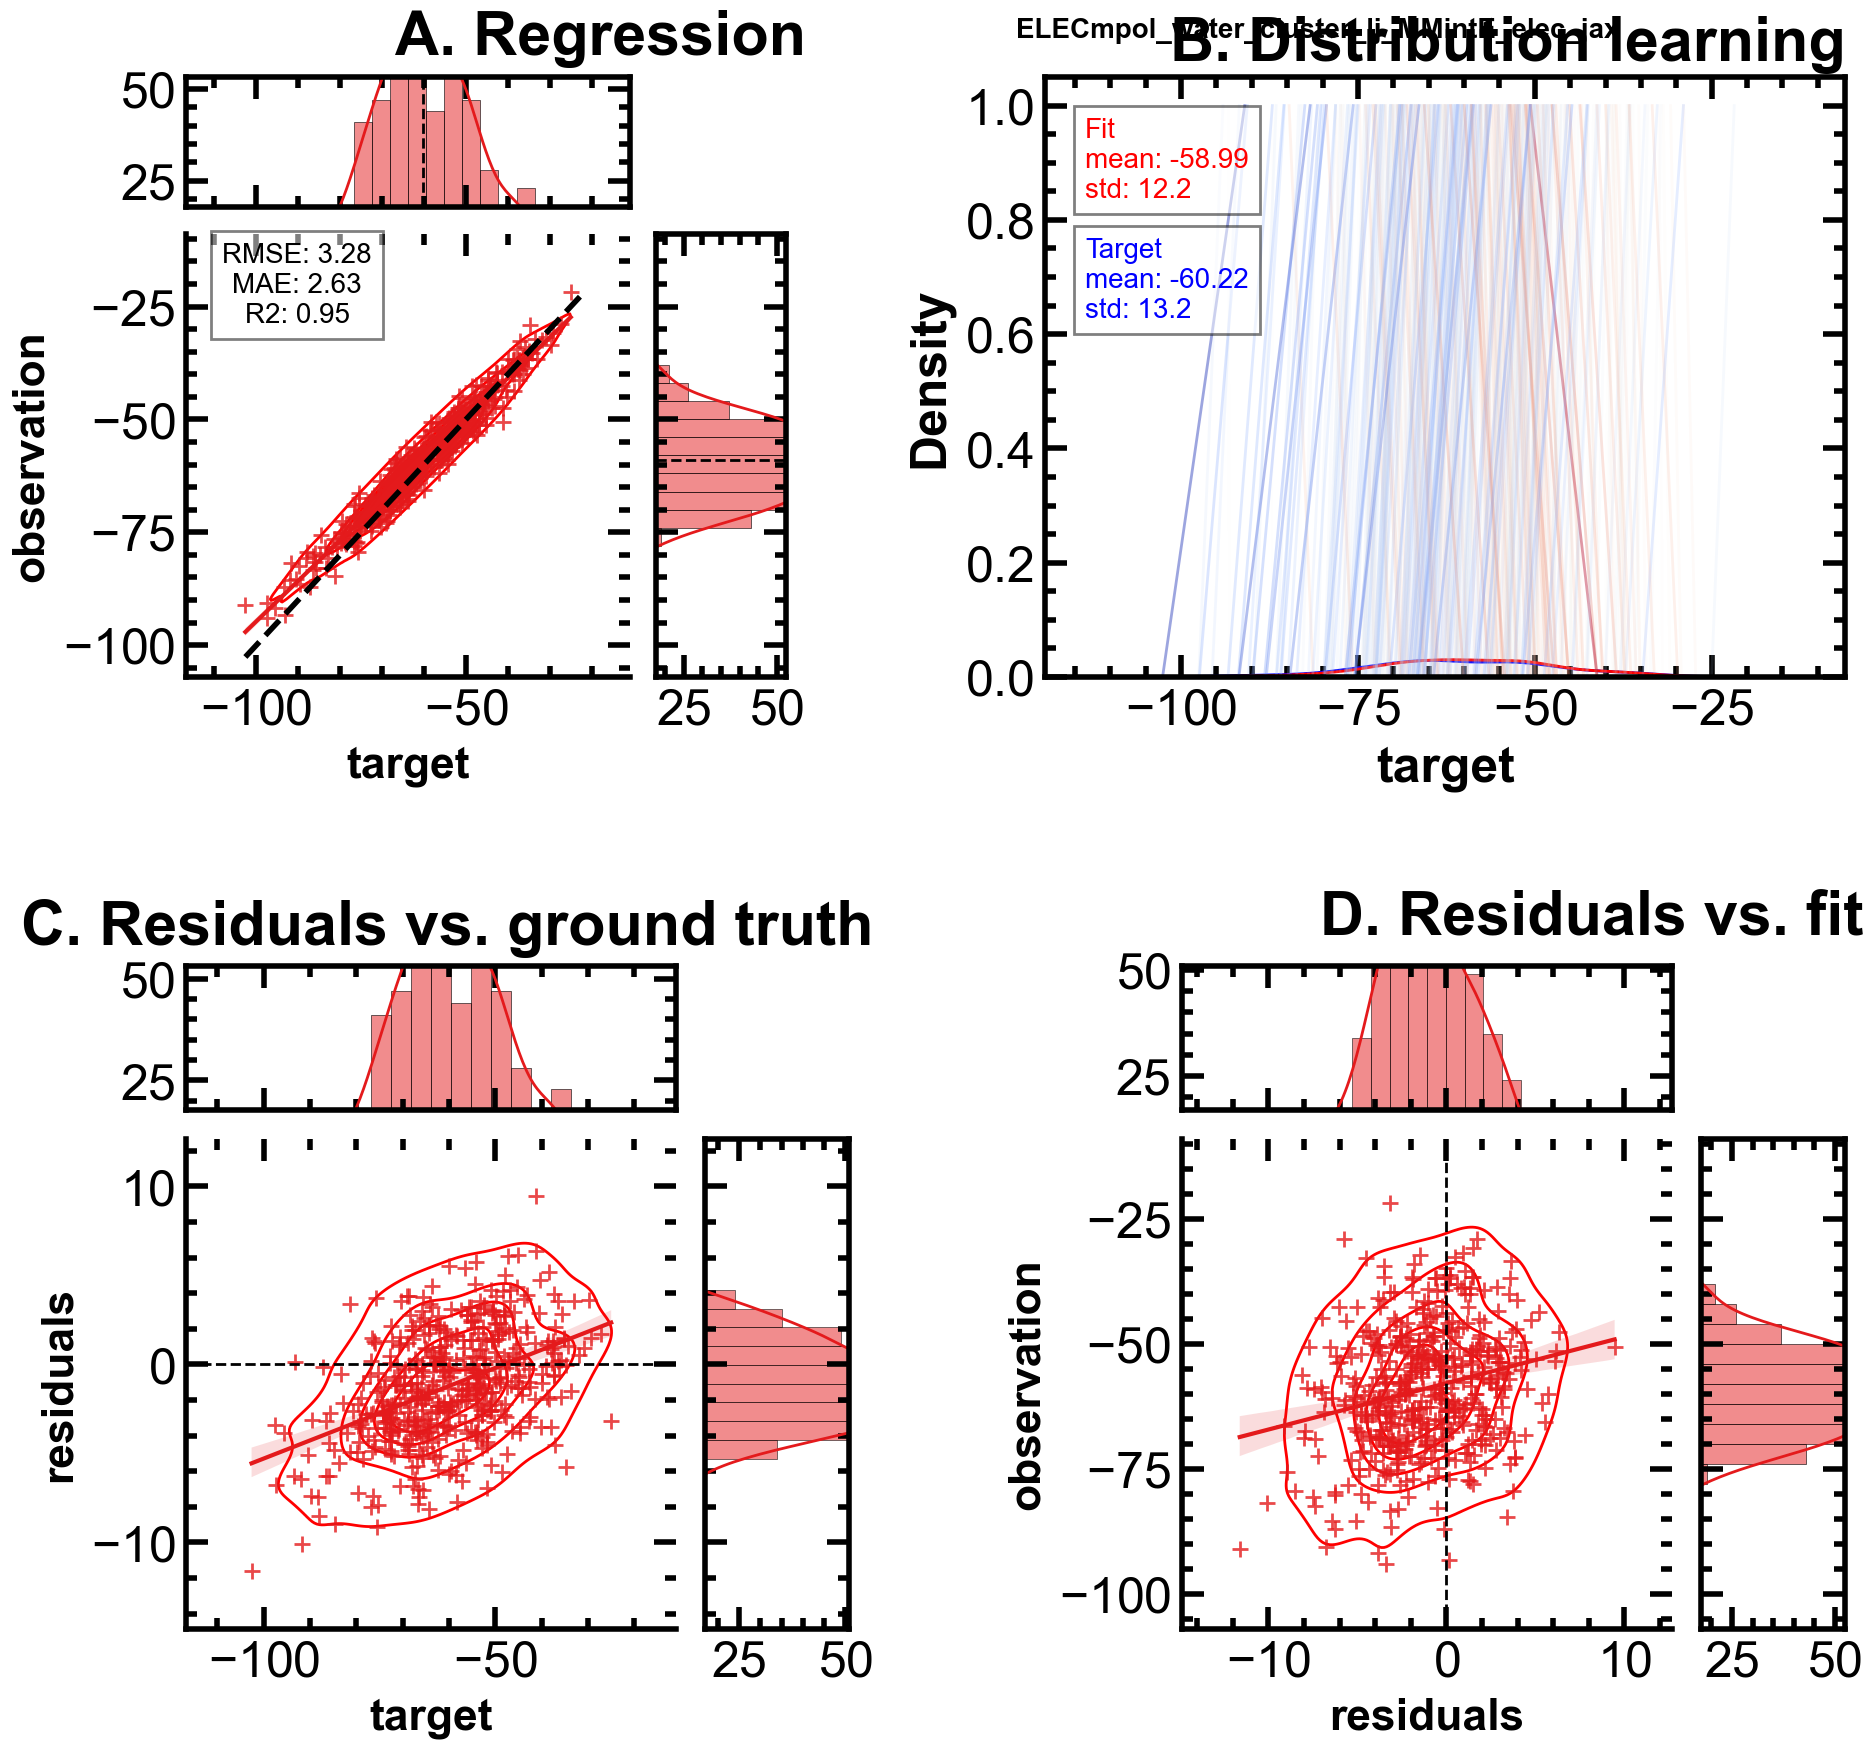 A. Regression
50
25
RMSE: 3.28
MAE: 2.63
R2: 0.95
−25
−50
−75
−100
observation
−100 −50
target
25 50
B. Distribution learning
1.0
0.8
0.6
0.4
0.2
0.0
Density
Fit
mean: -58.99
std: 12.2
Target
mean: -60.22
std: 13.2
−100 −75 −50 −25
target
C. Residuals vs. ground truth
50
25
10
0
−10
residuals
−100 −50
target
25 50
D. Residuals vs. fit
50
25
−25
−50
−75
−100
observation
−10 0 10
residuals
25 50